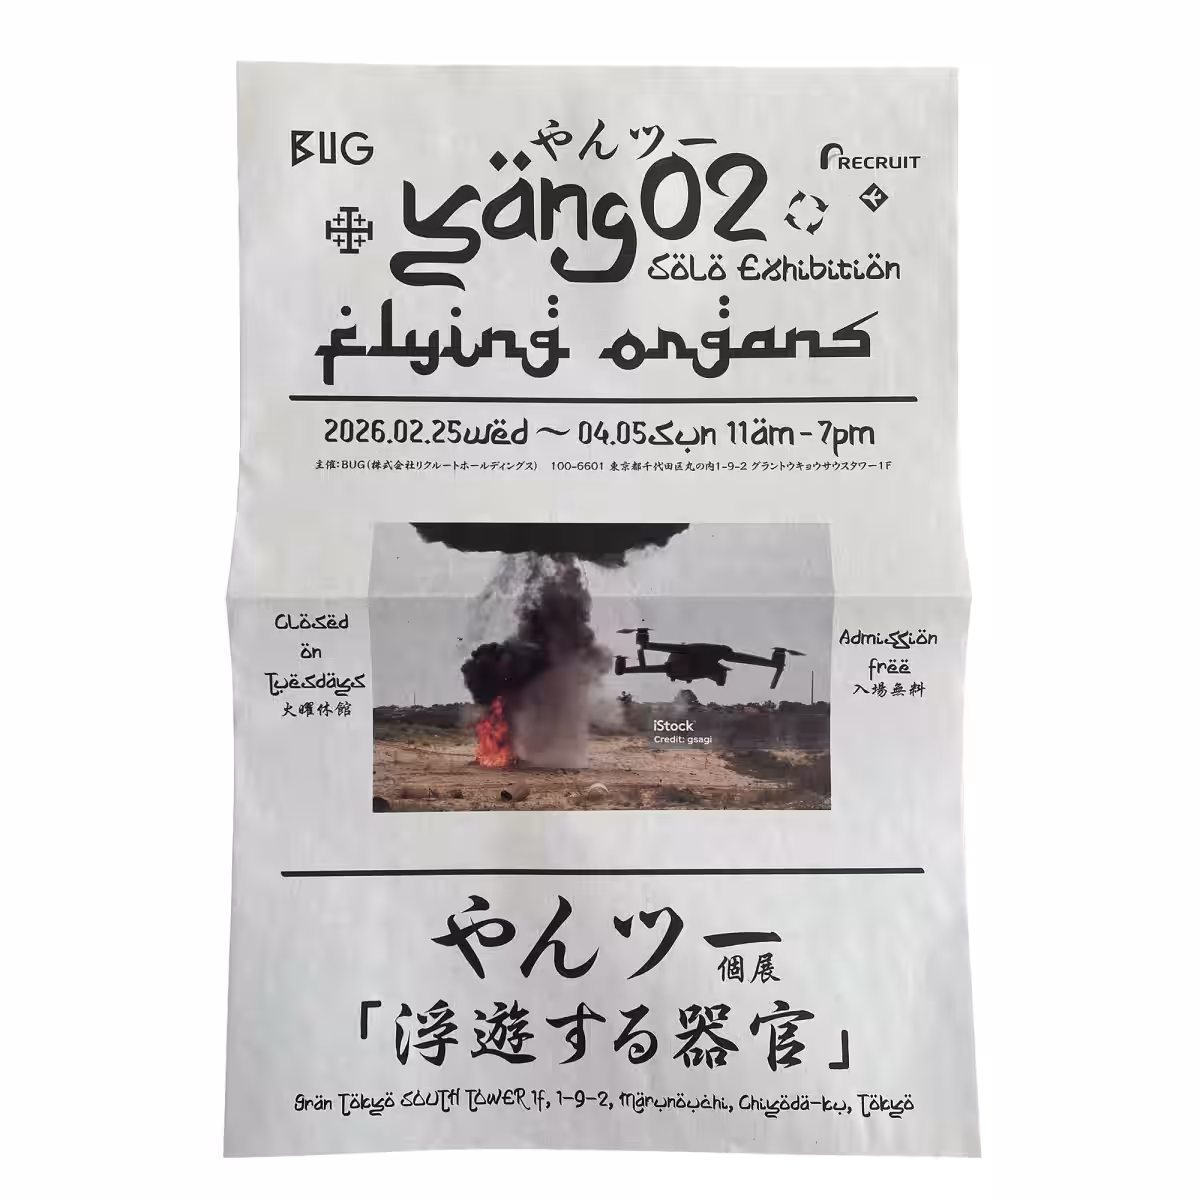 BUG
やんツー
RECRUIT
yäng02
Sölö Exhibitiön
flying organs
2026.02.25wëd～04.05Sun 11äm-7pm
主催:BUG(株式会社リクルートホールディングス) 100-6601 東京都千代田区丸の内1-9-2 グラントウキョウサウスタワー1F
Clösëd
ön
Tuësdäys
火曜休館
Admissiön
frëë
入場無料
iStock
Credit: gsagi
やんツー
個展
「浮遊する器官」
grän Tökyö SOUTH TOWER 1f, 1-9-2, Märunöuchi, Chiyödä-ku, Tökyö